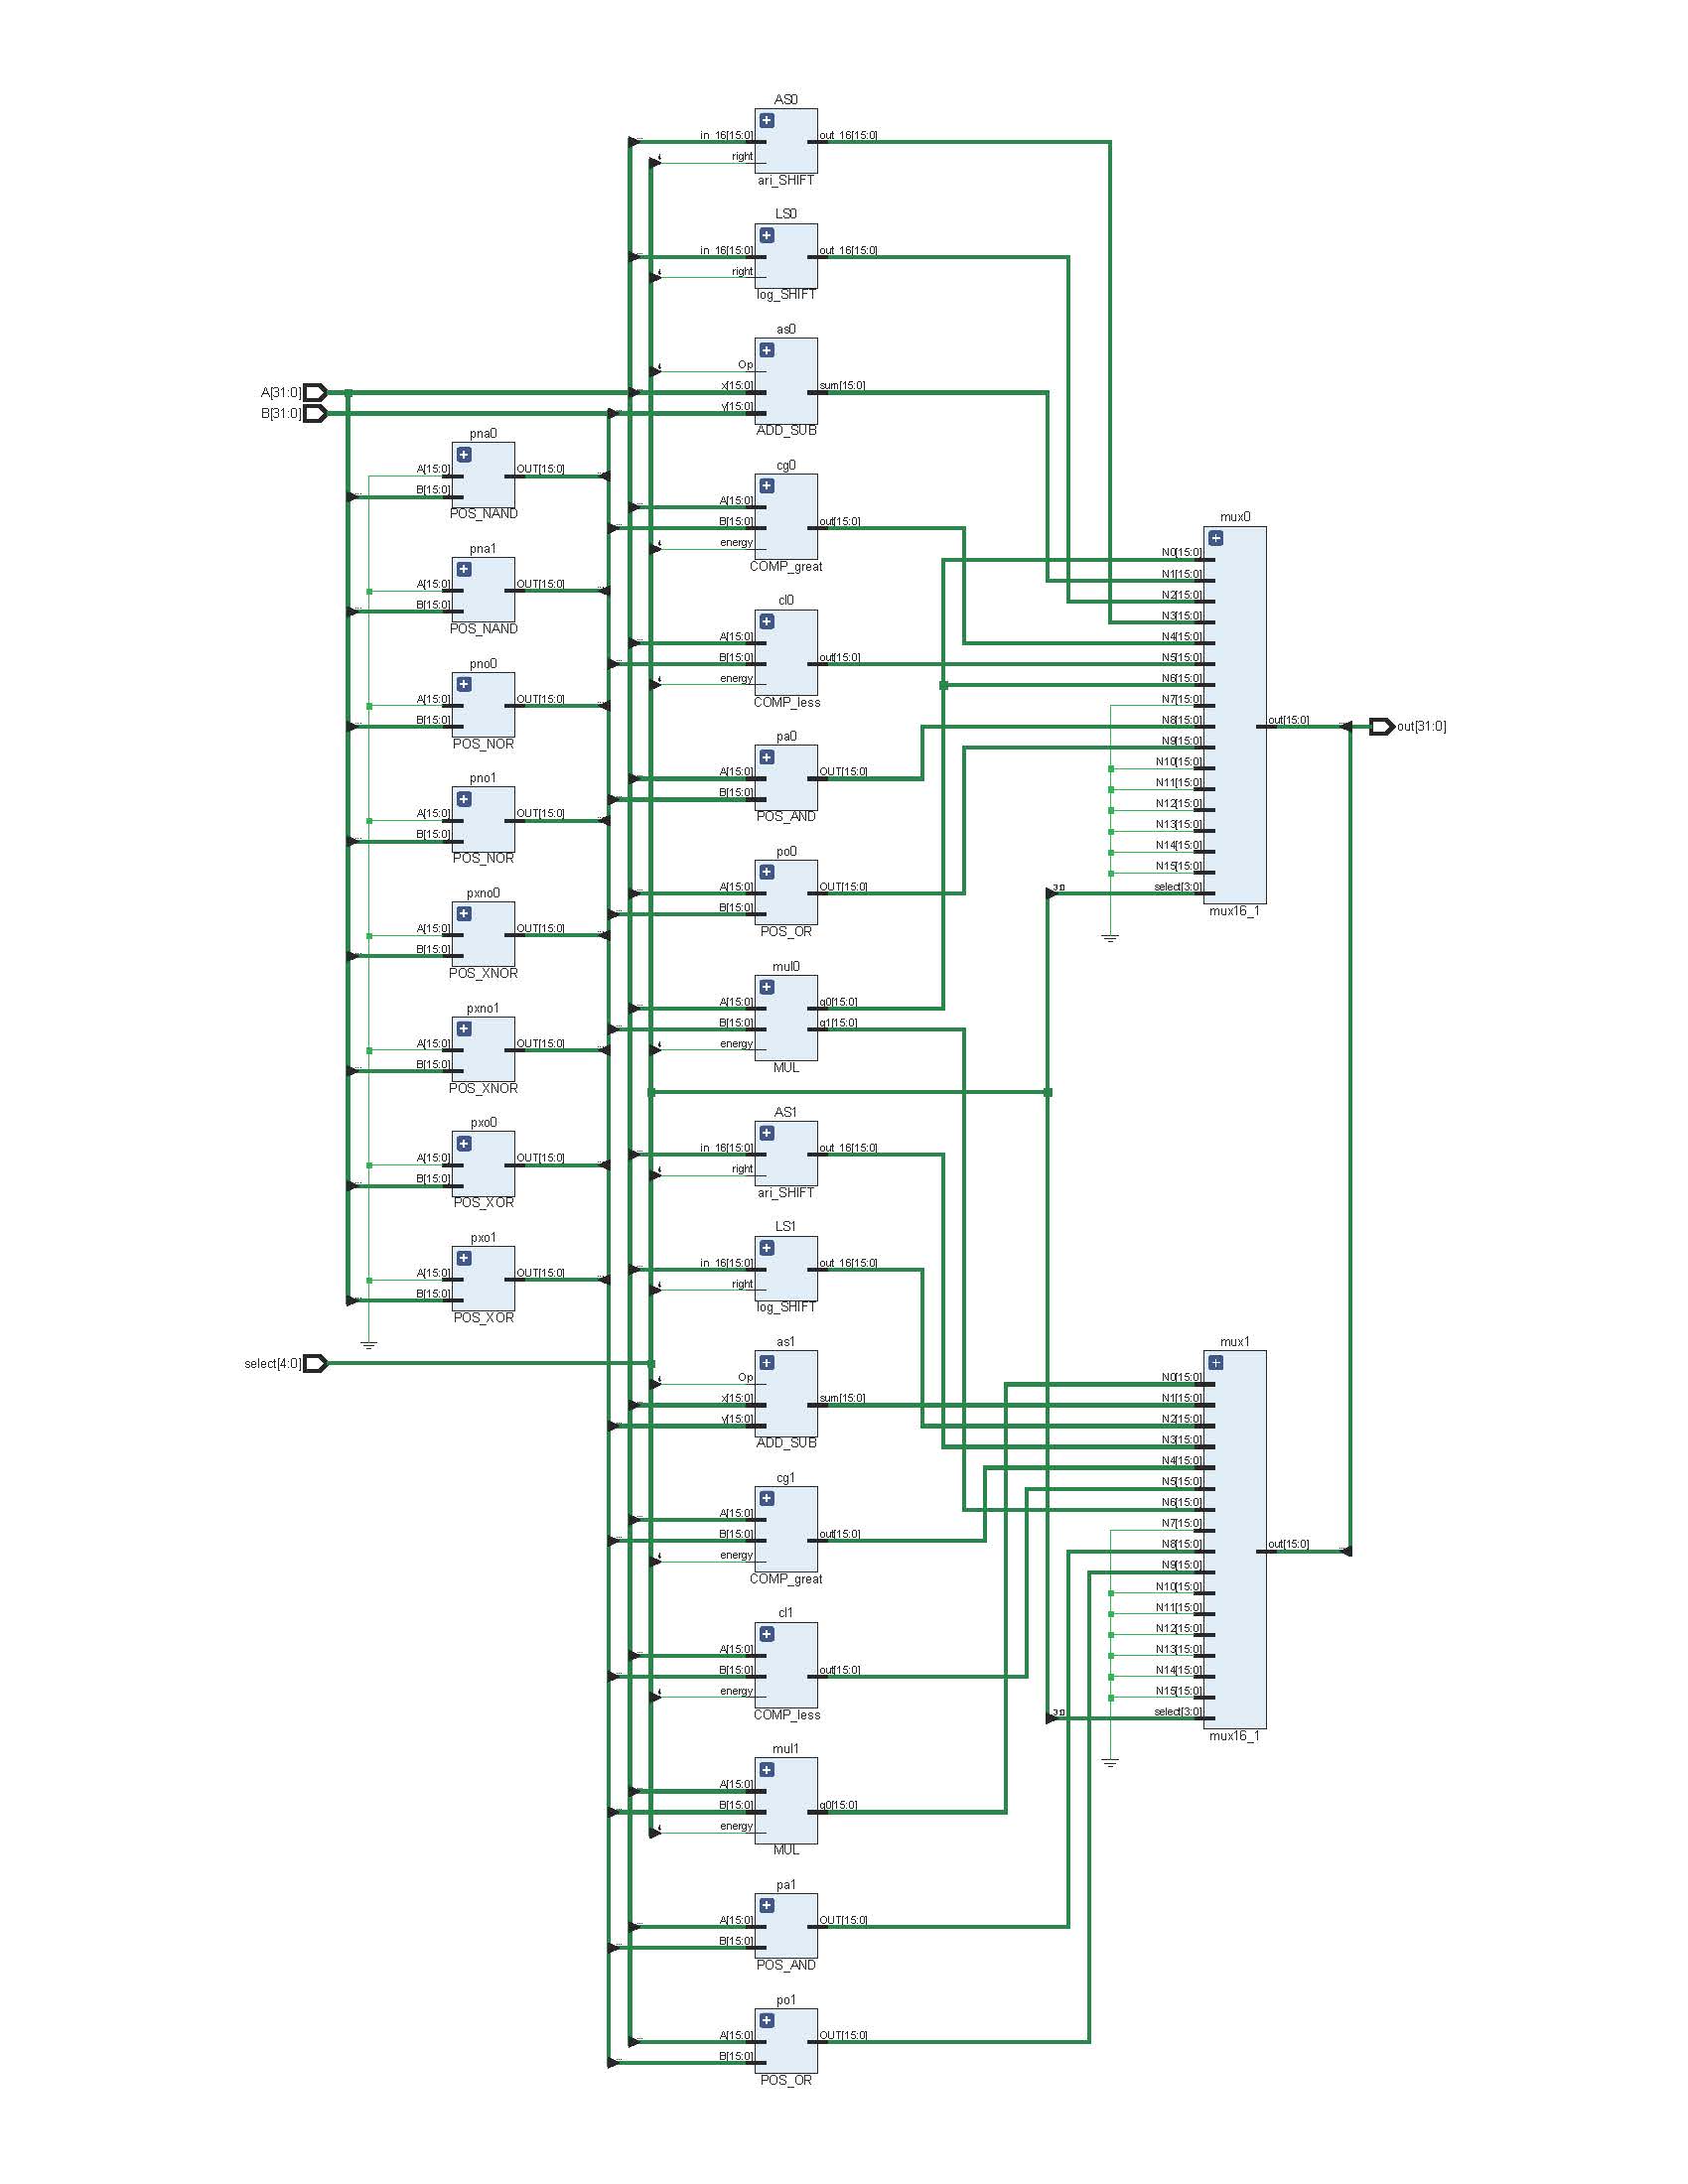 A[31:0]
B[31:0]
pna0
A[15:0]
OUT[15:0]
B[15:0]
POS_NAND
pna1
A[15:0]
OUT[15:0]
B[15:0]
POS_NAND
pno0
A[15:0]
OUT[15:0]
B[15:0]
POS_NOR
pno1
A[15:0]
OUT[15:0]
B[15:0]
POS_NOR
pxno0
A[15:0]
OUT[15:0]
B[15:0]
POS_XNOR
pxno1
A[15:0]
OUT[15:0]
B[15:0]
POS_XNOR
pxo0
A[15:0]
OUT[15:0]
B[15:0]
POS_XOR
pxo1
A[15:0]
OUT[15:0]
B[15:0]
POS_XOR
select[4:0]
AS0
in_16[15:0]
out_16[15:0]
4
right
ari_SHIFT
LS0
in_16[15:0]
out_16[15:0]
4
right
log_SHIFT
as0
4
Op
x[15:0]
sum[15:0]
y[15:0]
ADD_SUB
cg0
A[15:0]
B[15:0]
out[15:0]
4
energy
COMP_great
cl0
A[15:0]
B[15:0]
out[15:0]
4
energy
COMP_less
pa0
A[15:0]
OUT[15:0]
B[15:0]
POS_AND
po0
A[15:0]
OUT[15:0]
B[15:0]
POS_OR
mul0
A[15:0]
q0[15:0]
B[15:0]
q1[15:0]
4
energy
MUL
AS1
in_16[15:0]
out_16[15:0]
4
right
ari_SHIFT
LS1
in_16[15:0]
out_16[15:0]
4
right
log_SHIFT
as1
4
Op
x[15:0]
sum[15:0]
y[15:0]
ADD_SUB
cg1
A[15:0]
B[15:0]
out[15:0]
4
energy
COMP_great
cl1
A[15:0]
B[15:0]
out[15:0]
4
energy
COMP_less
mul1
A[15:0]
B[15:0]
q0[15:0]
4
energy
MUL
pa1
A[15:0]
OUT[15:0]
B[15:0]
POS_AND
po1
A[15:0]
OUT[15:0]
B[15:0]
POS_OR
mux0
N0[15:0]
N1[15:0]
N2[15:0]
N3[15:0]
N4[15:0]
N5[15:0]
N6[15:0]
N7[15:0]
N8[15:0]
out[15:0]
N9[15:0]
N10[15:0]
N11[15:0]
N12[15:0]
N13[15:0]
N14[15:0]
N15[15:0]
3:0
select[3:0]
mux16_1
out[31:0]
mux1
N0[15:0]
N1[15:0]
N2[15:0]
N3[15:0]
N4[15:0]
N5[15:0]
N6[15:0]
N7[15:0]
N8[15:0]
out[15:0]
N9[15:0]
N10[15:0]
N11[15:0]
N12[15:0]
N13[15:0]
N14[15:0]
N15[15:0]
3:0
select[3:0]
mux16_1